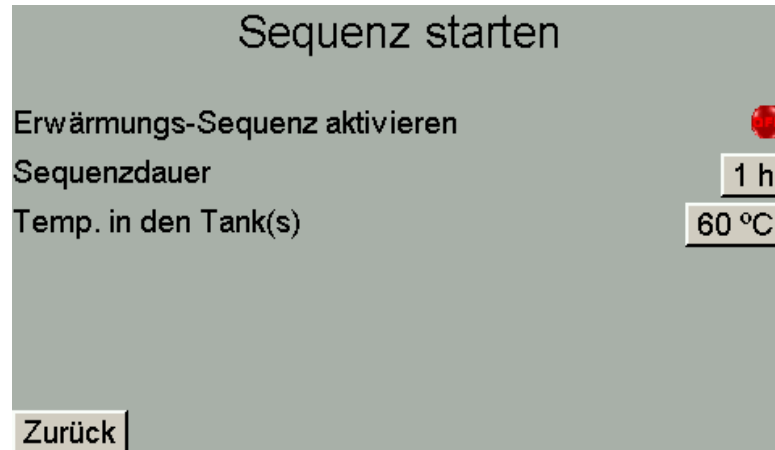 Sequenz starten
Erwärmungs-Sequenz aktivieren
Sequenzdauer 1 h
Temp. in den Tank(s) 60 ºC
Zurück